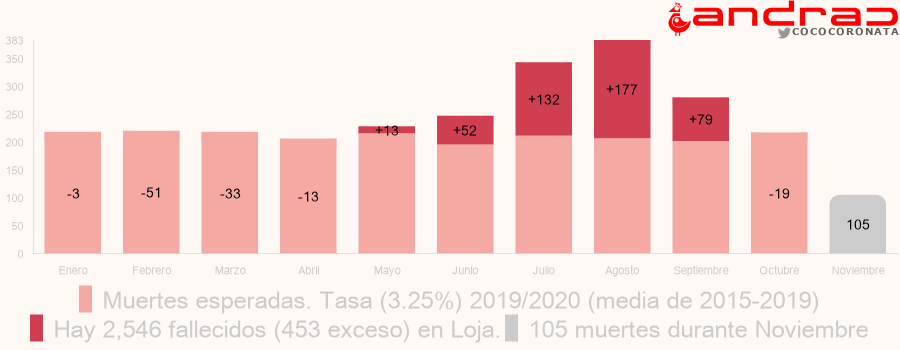 andrac
COCOCORONATA
383
350
300
250
200
150
100
50
0
-3
-51
-33
-13
+13
+52
+132
+177
+79
-19
105
Enero
Febrero
Marzo
Abril
Mayo
Junio
Julio
Agosto
Septiembre
Octubre
Noviembre
Muertes esperadas. Tasa (3.25%) 2019/2020 (media de 2015-2019)
Hay 2,546 fallecidos (453 exceso) en Loja. 105 muertes durante Noviembre